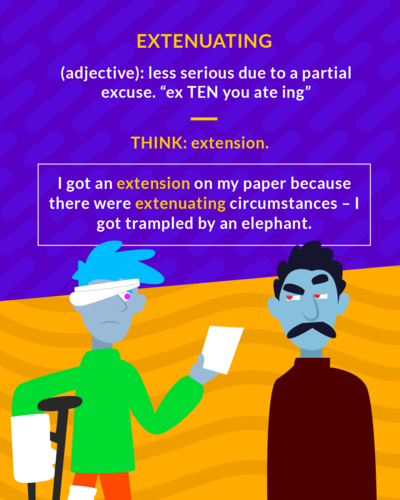 EXTENUATING
(adjective): less serious due to a partial
excuse. “ex TEN you ate ing”
THINK: extension.
I got an extension on my paper because
there were extenuating circumstances – I
got trampled by an elephant.